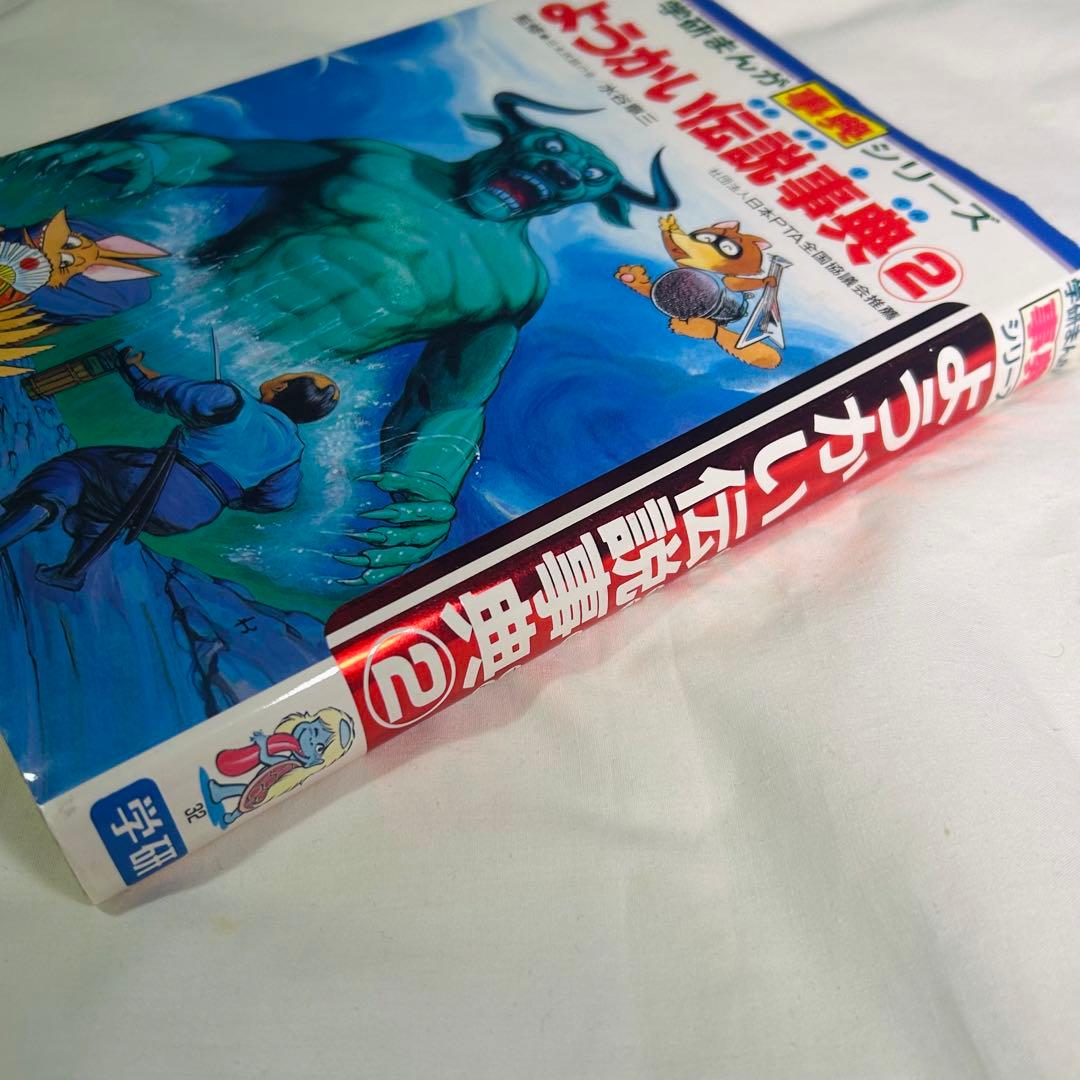 学研まんが事典シリーズ
ようかい伝説事典②
水谷章三
社団法人日本PTA全国協議会推薦
学研まんが
シリーズ
ようかい伝説事典②
32
学研